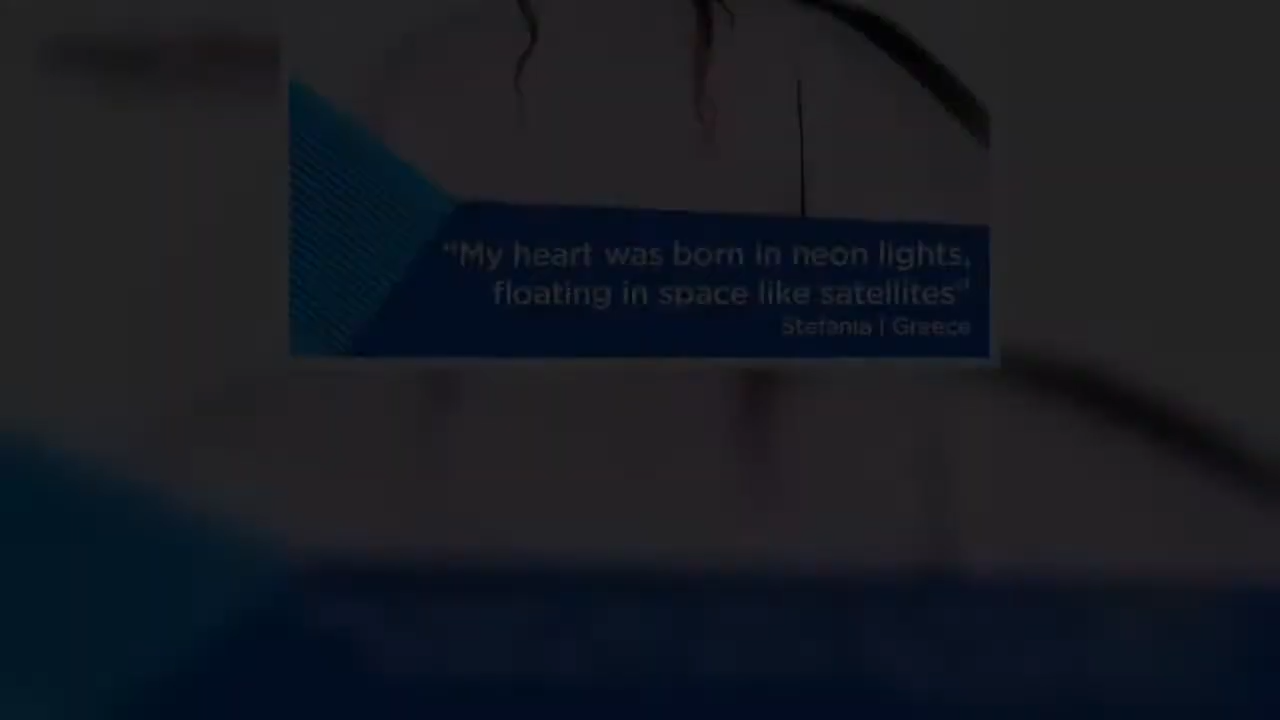 "My heart was born in neon lights,
floating in space like satellites"
Stefania | Greece